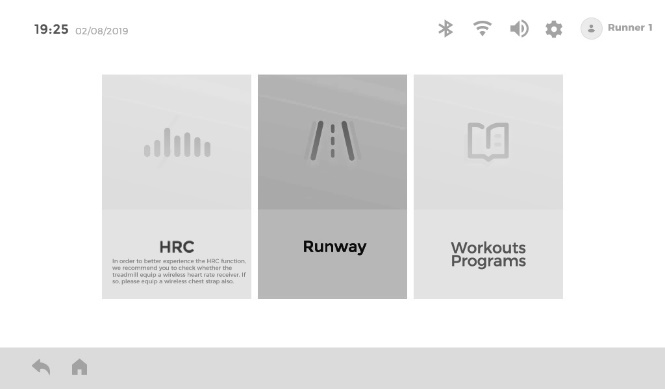 19:25 02/08/2019
Runner 1
HRC
In order to better experience the HRC function,
we recommend you to check whether the
treadmill equip a wireless heart rate receiver. If
so, please equip a wireless chest strap also.
Runway
Workouts
Programs